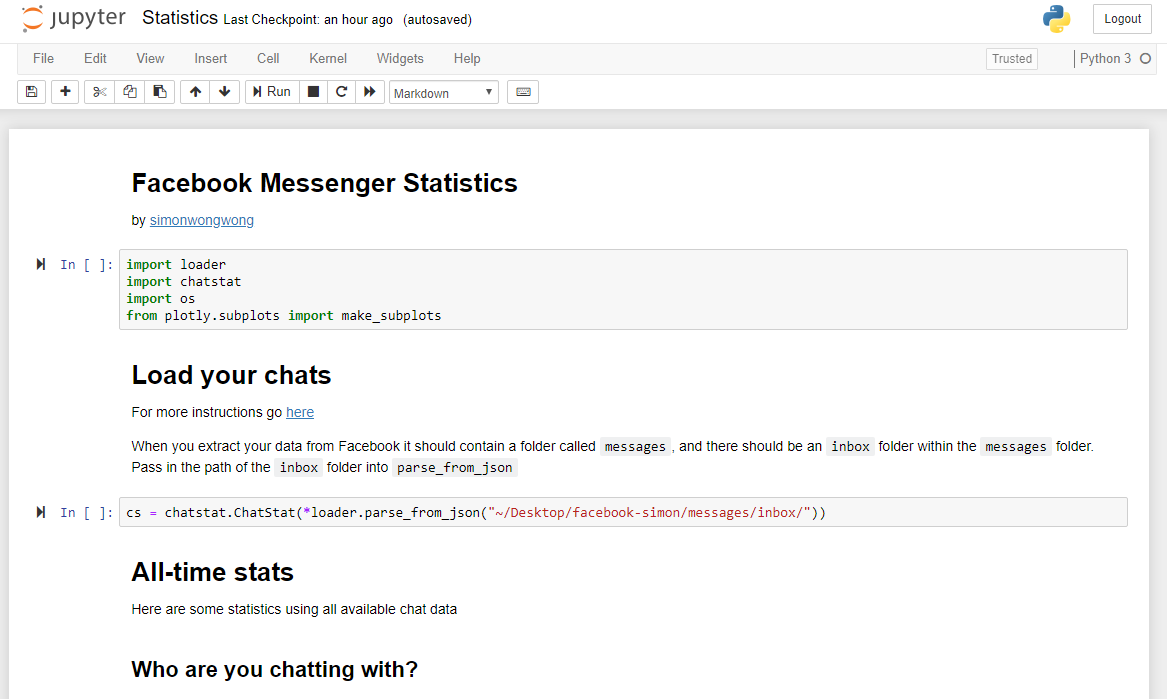 jupyter Statistics Last Checkpoint: an hour ago (autosaved) Logout
File Edit View Insert Cell Kernel Widgets Help Trusted Python 3
Run Markdown
Facebook Messenger Statistics
by simonwongwong
In [ ]: import loader
import chatstat
import os
from plotly.subplots import make_subplots
Load your chats
For more instructions go here
When you extract your data from Facebook it should contain a folder called messages , and there should be an inbox folder within the messages folder.
Pass in the path of the inbox folder into parse_from_json
In [ ]: cs = chatstat.ChatStat(*loader.parse_from_json("~/Desktop/facebook-simon/messages/inbox/"))
All-time stats
Here are some statistics using all available chat data
Who are you chatting with?